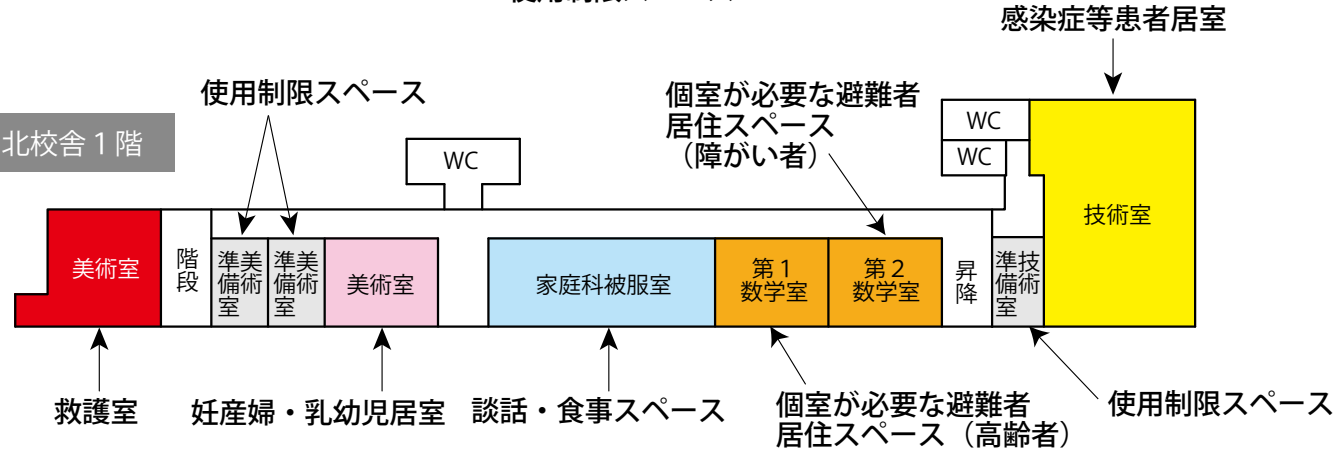 感染症等患者居室
使用制限スペース
個室が必要な避難者
居住スペース
（障がい者）
北校舎１階
WC
WC
WC
美術室
階段
美術準備室
美術準備室
美術室
家庭科被服室
第１
数学室
第２
数学室
昇降
技術準備室
技術室
救護室
妊産婦・乳幼児居室
談話・食事スペース
個室が必要な避難者
居住スペース（高齢者）
使用制限スペース